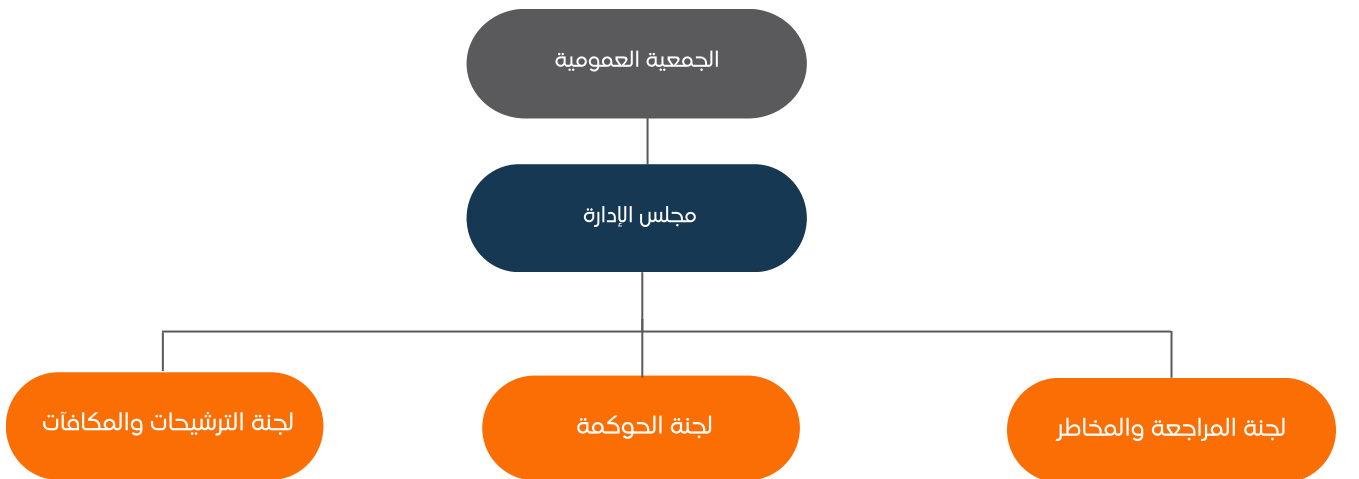 الجمعية العمومية
مجلس الإدارة
لجنة المراجعة والمخاطر
لجنة الحوكمة
لجنة الترشيحات والمكافآت